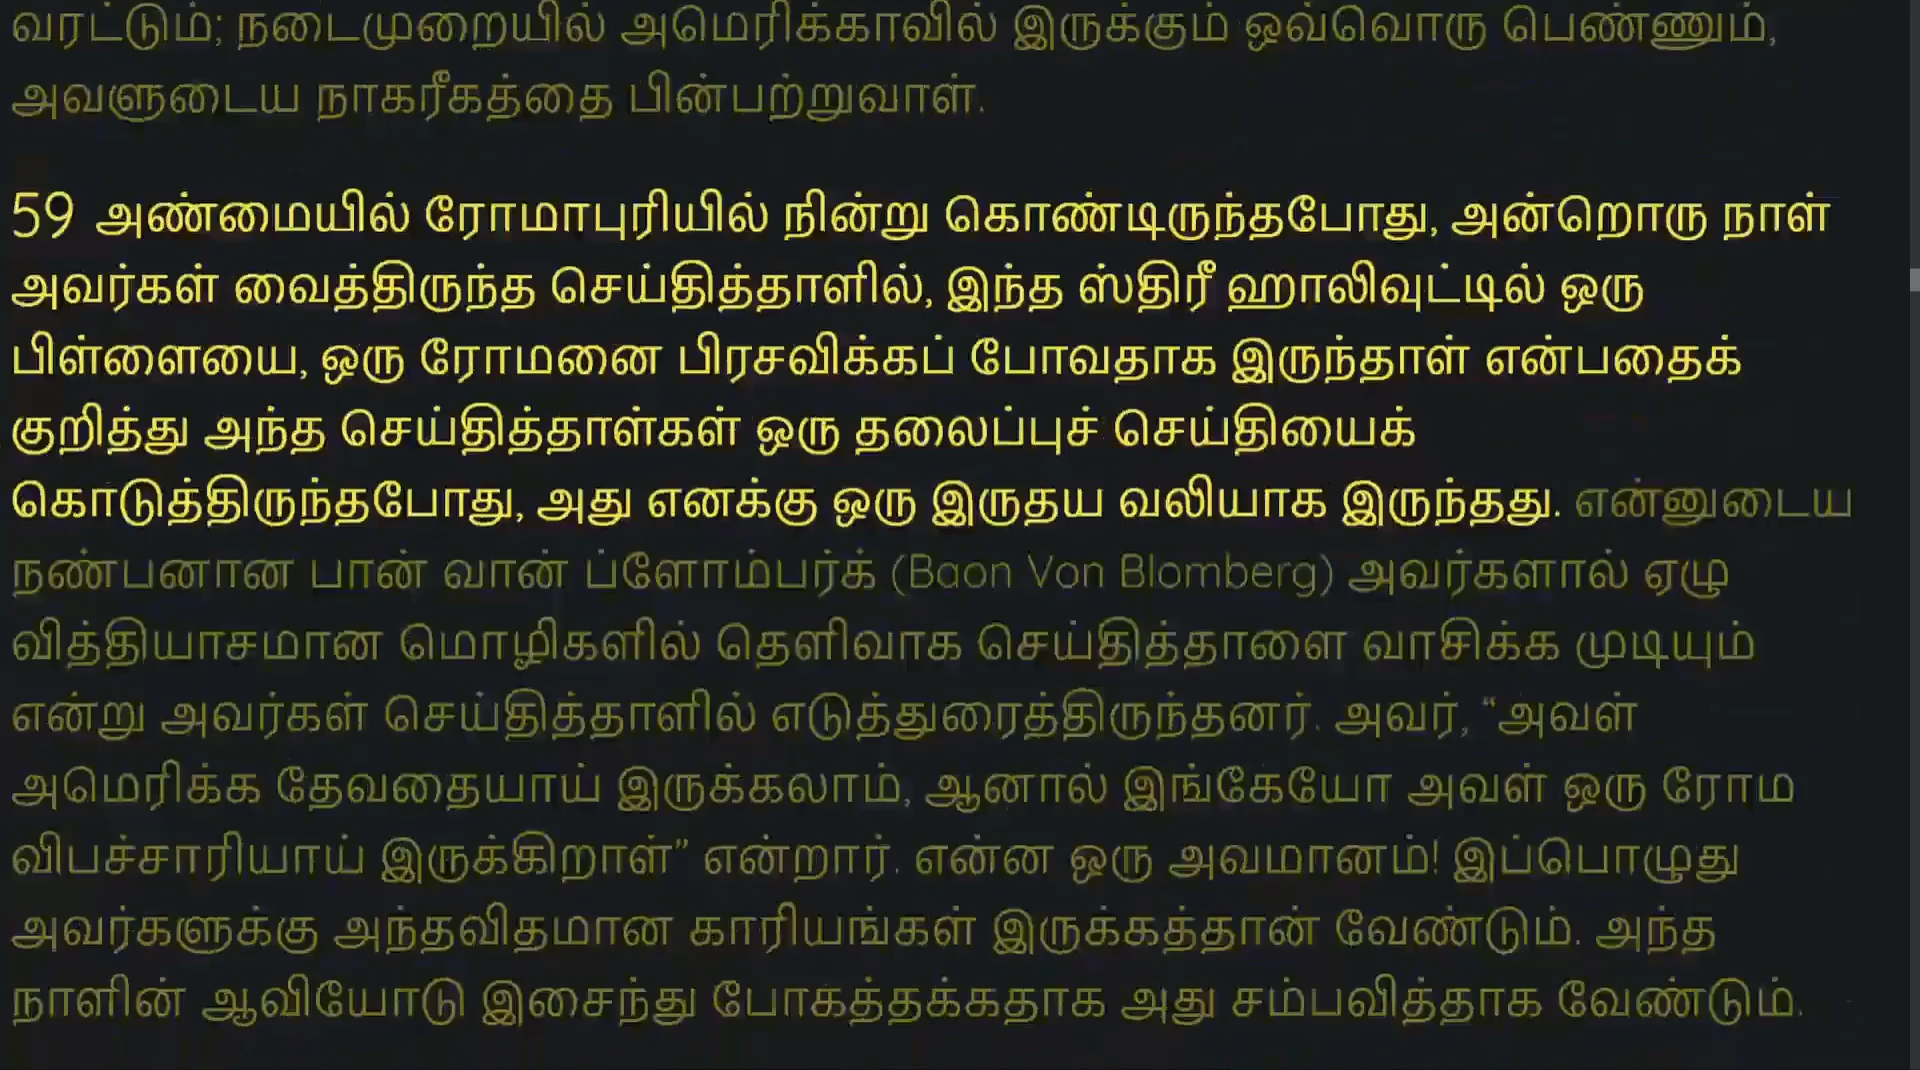 வரட்டும்; நடைமுறையில் அமெரிக்காவில் இருக்கும் ஒவ்வொரு பெண்ணும்,
அவளுடைய நாகரீகத்தை பின்பற்றுவாள்.
59 அண்மையில் ரோமாபுரியில் நின்று கொண்டிருந்தபோது, அன்றொரு நாள்
அவர்கள் வைத்திருந்த செய்தித்தாளில், இந்த ஸ்திரீ ஹாலிவுட்டில் ஒரு
பிள்ளையை, ஒரு ரோமனை பிரசவிக்கப் போவதாக இருந்தாள் என்பதைக்
குறித்து அந்த செய்தித்தாள்கள் ஒரு தலைப்புச் செய்தியைக்
கொடுத்திருந்தபோது, அது எனக்கு ஒரு இருதய வலியாக இருந்தது. என்னுடைய
நண்பனான பான் வான் ப்ளோம்பர்க் (Baon Von Blomberg) அவர்களால் ஏழு
வித்தியாசமான மொழிகளில் தெளிவாக செய்தித்தாளை வாசிக்க முடியும்
என்று அவர்கள் செய்தித்தாளில் எடுத்துரைத்திருந்தனர். அவர், “அவள்
அமெரிக்க தேவதையாய் இருக்கலாம், ஆனால் இங்கேயோ அவள் ஒரு ரோம
விபச்சாரியாய் இருக்கிறாள்” என்றார். என்ன ஒரு அவமானம்! இப்பொழுது
அவர்களுக்கு அந்தவிதமான காரியங்கள் இருக்கத்தான் வேண்டும். அந்த
நாளின் ஆவியோடு இசைந்து போகத்தக்கதாக அது சம்பவித்தாக வேண்டும்.